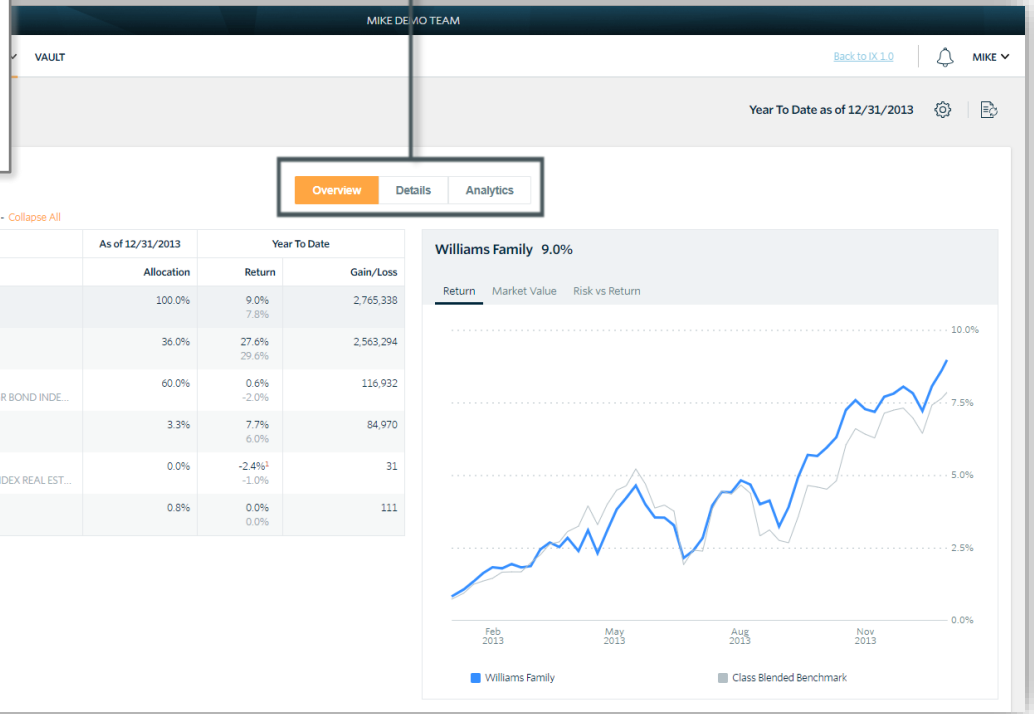 MIKE DEMO TEAM
VAULT
Back to IX 1.0
MIKE
Year To Date as of 12/31/2013
Overview Details Analytics
- Collapse All
As of 12/31/2013 Year To Date
Allocation Return Gain/Loss
100.0% 9.0% 2,765,338
7.8%
36.0% 27.6% 2,563,294
29.6%
60.0% 0.6% 116,932
R BOND INDE... -2.0%
3.3% 7.7% 84,970
6.0%
0.0% -2.4%¹ 31
NDEX REAL EST... -1.0%
0.8% 0.0% 111
0.0%
Williams Family 9.0%
Return Market Value Risk vs Return
10.0%
7.5%
5.0%
2.5%
0.0%
Feb May Aug Nov
2013 2013 2013 2013
Williams Family Class Blended Benchmark